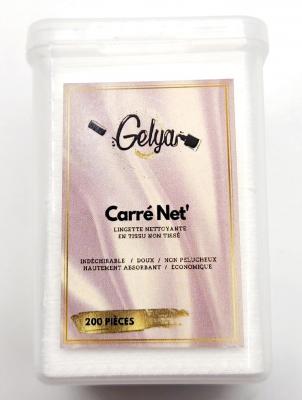 Gelya
Carré Net'
LINGETTE NETTOYANTE
EN TISSU NON TISSÉ
INDÉCHIRABLE / DOUX / NON PELUCHEUX
HAUTEMENT ABSORBANT / ÉCONOMIQUE
200 PIÈCES